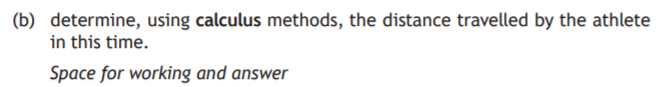 (b) determine, using calculus methods, the distance travelled by the athlete
in this time.
Space for working and answer